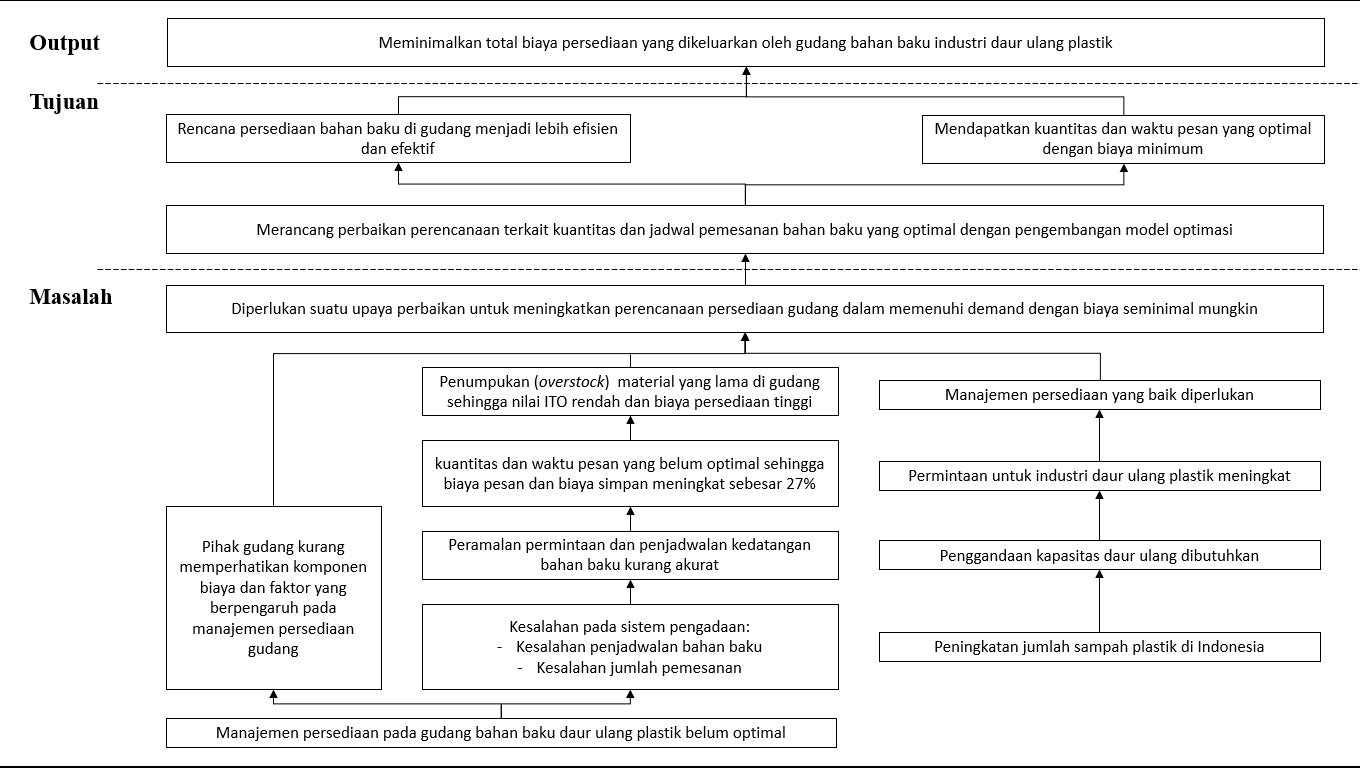 Output
Meminimalkan total biaya persediaan yang dikeluarkan oleh gudang bahan baku industri daur ulang plastik
Tujuan
Rencana persediaan bahan baku di gudang menjadi lebih efisien
dan efektif
Mendapatkan kuantitas dan waktu pesan yang optimal
dengan biaya minimum
Merancang perbaikan perencanaan terkait kuantitas dan jadwal pemesanan bahan baku yang optimal dengan pengembangan model optimasi
Masalah
Diperlukan suatu upaya perbaikan untuk meningkatkan perencanaan persediaan gudang dalam memenuhi demand dengan biaya seminimal mungkin
Pihak gudang kurang
memperhatikan komponen
biaya dan faktor yang
berpengaruh pada
manajemen persediaan
gudang
Penumpukan (overstock) material yang lama di gudang
sehingga nilai ITO rendah dan biaya persediaan tinggi
kuantitas dan waktu pesan yang belum optimal sehingga
biaya pesan dan biaya simpan meningkat sebesar 27%
Peramalan permintaan dan penjadwalan kedatangan
bahan baku kurang akurat
Kesalahan pada sistem pengadaan:
- Kesalahan penjadwalan bahan baku
- Kesalahan jumlah pemesanan
Manajemen persediaan yang baik diperlukan
Permintaan untuk industri daur ulang plastik meningkat
Penggandaan kapasitas daur ulang dibutuhkan
Peningkatan jumlah sampah plastik di Indonesia
Manajemen persediaan pada gudang bahan baku daur ulang plastik belum optimal